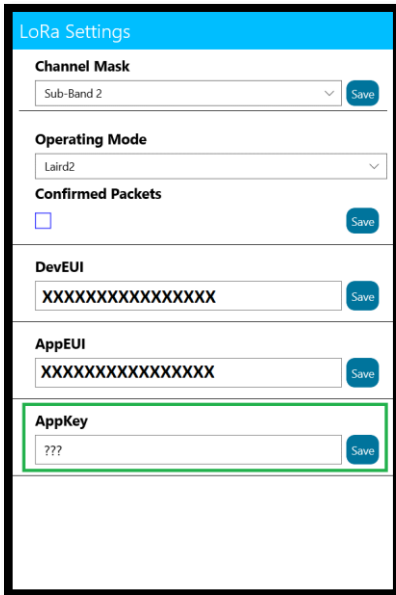 LoRa Settings
Channel Mask
Sub-Band 2 Save
Operating Mode
Laird2
Confirmed Packets
Save
DevEUI
XXXXXXXXXXXXXXXX Save
AppEUI
XXXXXXXXXXXXXXXX Save
AppKey
??? Save